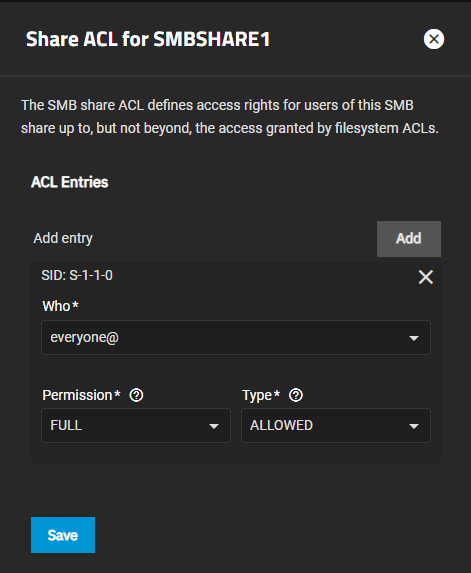 Share ACL for SMBSHARE1
The SMB share ACL defines access rights for users of this SMB
share up to, but not beyond, the access granted by filesystem ACLs.
ACL Entries
Add entry
Add
SID: S-1-1-0
Who*
everyone@
Permission* Type*
FULL ALLOWED
Save